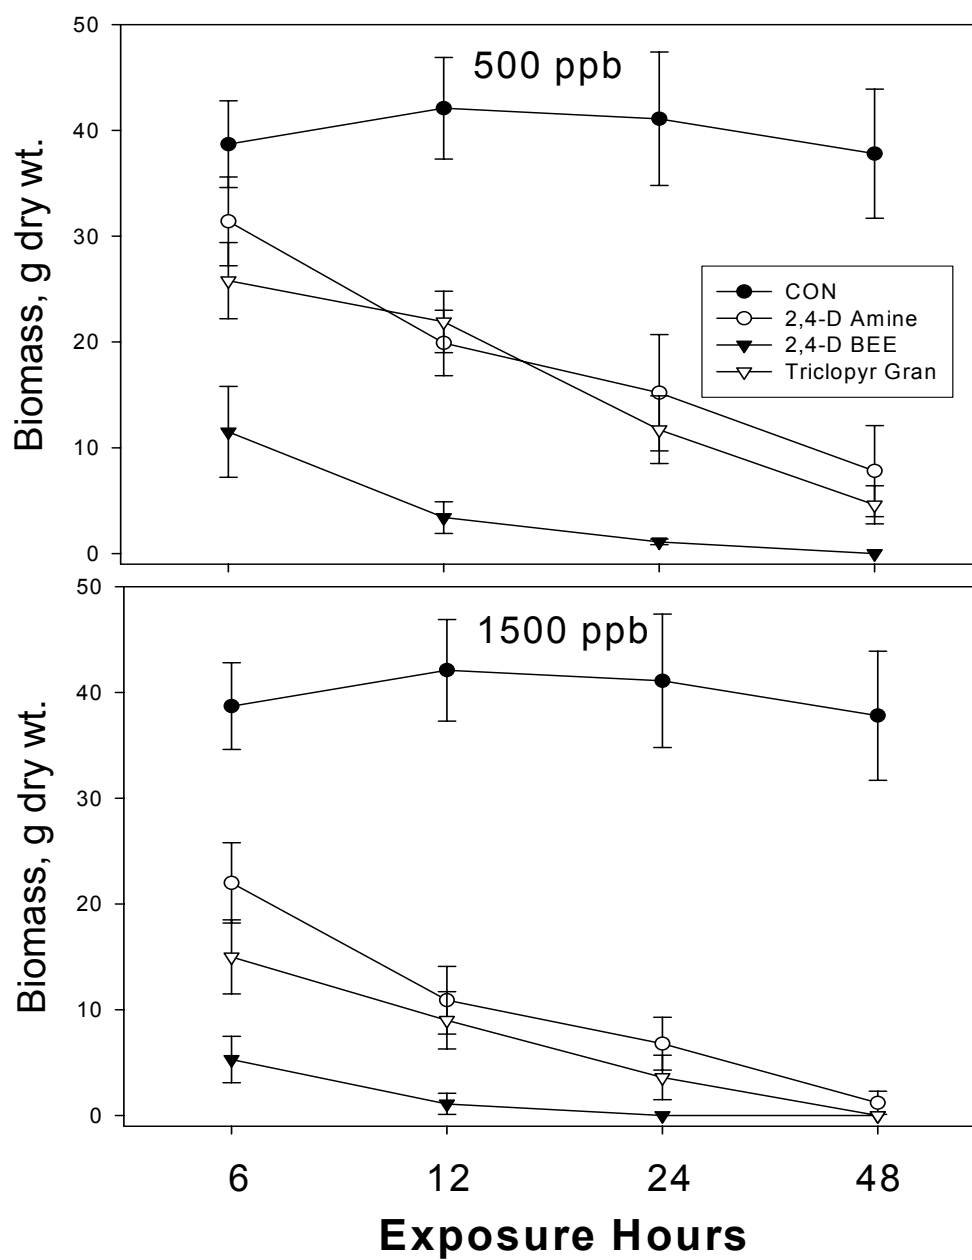 50
500 ppb
40
30
20
10
0
Biomass, g dry wt.
CON
2,4-D Amine
2,4-D BEE
Triclopyr Gran
50
1500 ppb
40
30
20
10
0
Biomass, g dry wt.
6 12 24 48
Exposure Hours